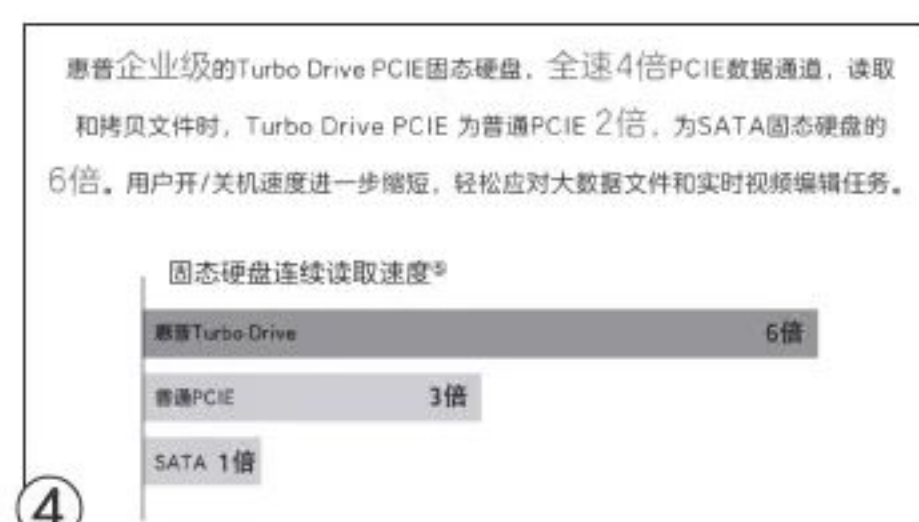 惠普企业级的Turbo Drive PCIE固态硬盘，全速4倍PCIE数据通道，读取
和拷贝文件时，Turbo Drive PCIE 为普通PCIE 2倍，为SATA固态硬盘的
6倍。用户开/关机速度进一步缩短，轻松应对大数据文件和实时视频编辑任务。
固态硬盘连续读取速度⑤
惠普Turbo Drive 6倍
普通PCIE 3倍
SATA 1倍
④